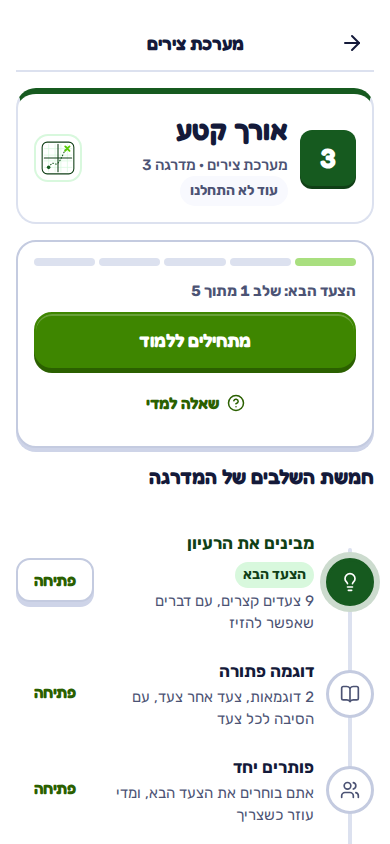 מערכת צירים
3
אורך קטע
מערכת צירים • מדרגה 3
עוד לא התחלנו
הצעד הבא: שלב 1 מתוך 5
מתחילים ללמוד
שאלה למדי
חמשת השלבים של המדרגה
מבינים את הרעיון
הצעד הבא
9 צעדים קצרים, עם דברים
שאפשר להזיז
פתיחה
דוגמה פתורה
2 דוגמאות, צעד אחר צעד, עם
הסיבה לכל צעד
פתיחה
פותרים יחד
אתם בוחרים את הצעד הבא, ומדי
עוזר כשצריך
פתיחה